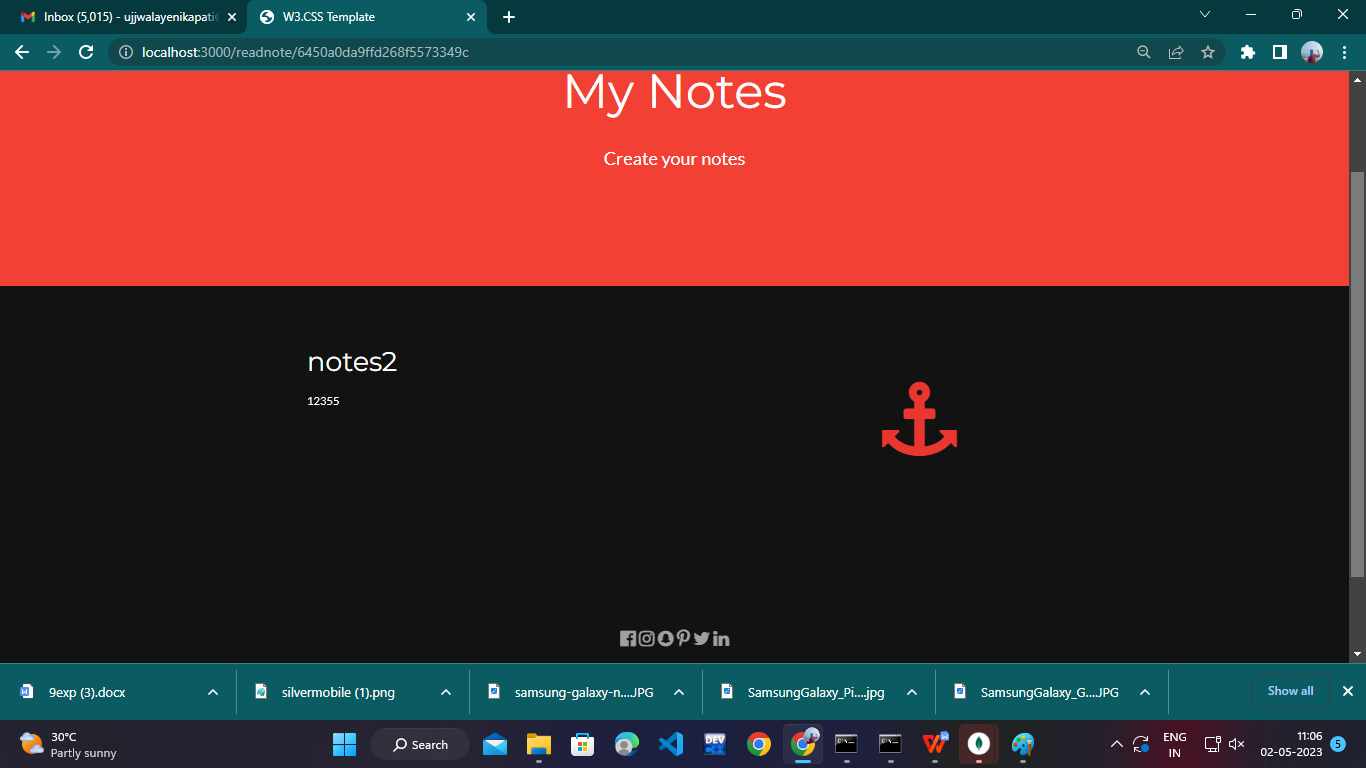 Inbox (5,015) - ujjwalayenikapati
W3.CSS Template
localhost:3000/readnote/6450a0da9ffd268f5573349c
My Notes
Create your notes
notes2
12355
9exp (3).docx
silvermobile (1).png
samsung-galaxy-n....JPG
SamsungGalaxy_Pi....jpg
SamsungGalaxy_G....JPG
Show all
30°C
Partly sunny
Search
DEV
ENG
IN
11:06
02-05-2023
5